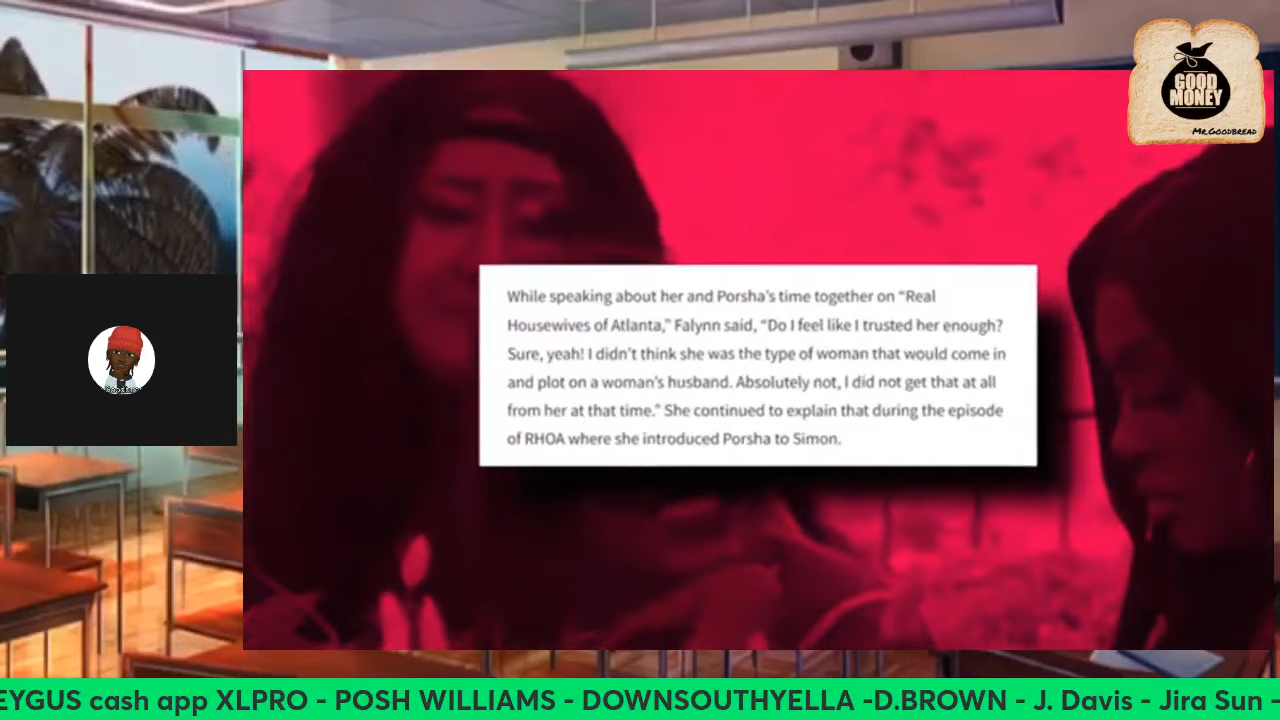 GOOD
MONEY
MR.GOODBREAD
While speaking about her and Porsha's time together on “Real
Housewives of Atlanta,” Falynn said, “Do I feel like I trusted her enough?
Sure, yeah! I didn't think she was the type of woman that would come in
and plot on a woman's husband. Absolutely not, I did not get that at all
from her at that time.” She continued to explain that during the episode
of RHOA where she introduced Porsha to Simon.
EYGUS cash app XLPRO - POSH WILLIAMS - DOWNSOUTHYELLA -D.BROWN - J. Davis - Jira Sun -